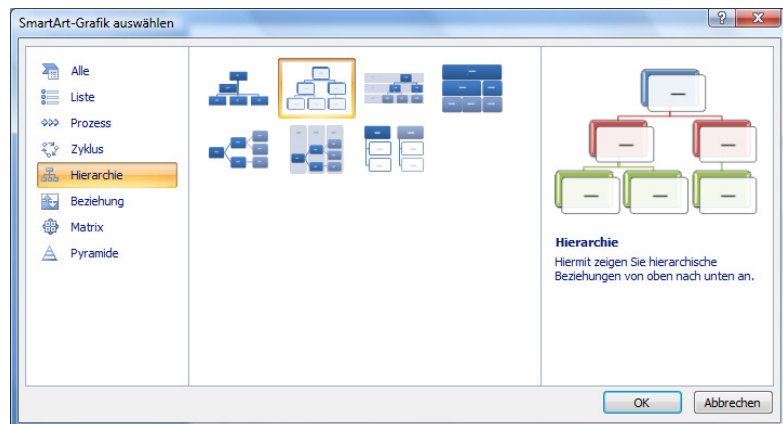 SmartArt-Grafik auswählen
Alle
Liste
Prozess
Zyklus
Hierarchie
Beziehung
Matrix
Pyramide
Hierarchie
Hiermit zeigen Sie hierarchische
Beziehungen von oben nach unten an.
OK
Abbrechen